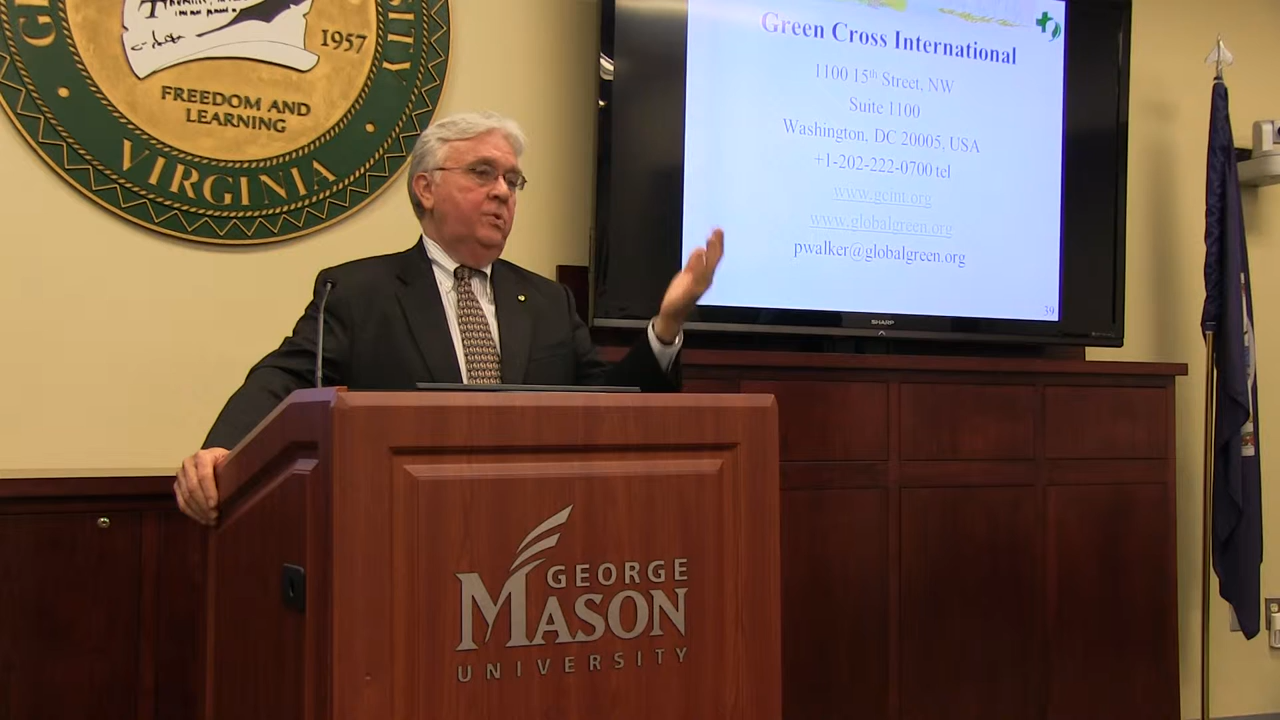 1957
FREEDOM AND
LEARNING
VIRGINIA
Green Cross International
1100 15th Street, NW
Suite 1100
Washington, DC 20005, USA
+1-202-222-0700 tel
www.gcint.org
www.globalgreen.org
pwalker@globalgreen.org
39
SHARP
GEORGE
MASON
UNIVERSITY